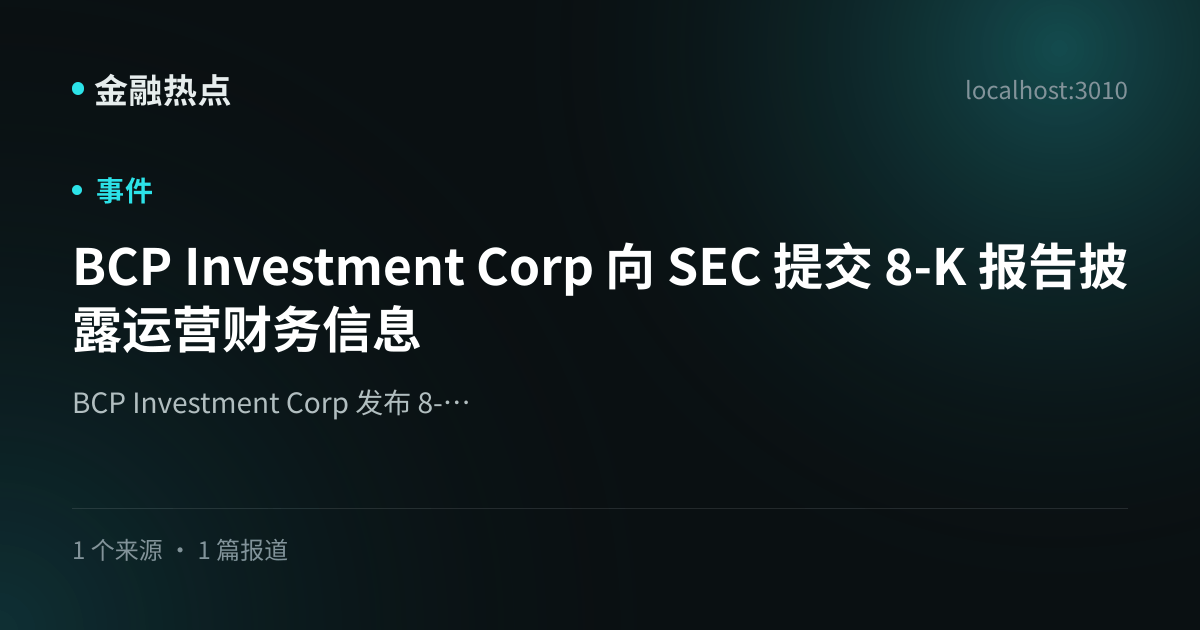 金融热点
localhost:3010
事件
BCP Investment Corp 向 SEC 提交 8-K 报告披
露运营财务信息
BCP Investment Corp 发布 8-…
1 个来源 · 1 篇报道